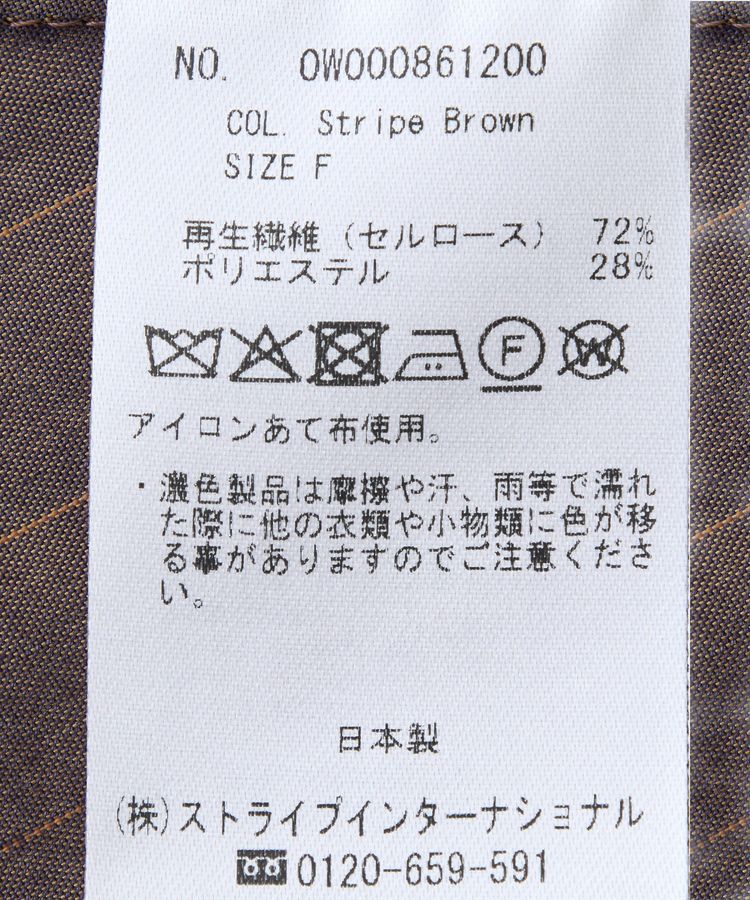 NO. OW000861200
COL. Stripe Brown
SIZE F
再生繊維(セルロース) 72%
ポリエステル 28%
F W
アイロンあて布使用。
・濃色製品は摩擦や汗、雨等で濡れ
た際に他の衣類や小物類に色が移
る事がありますのでご注意くださ
い。
日本製
(株)ストライプインターナショナル
0120-659-591